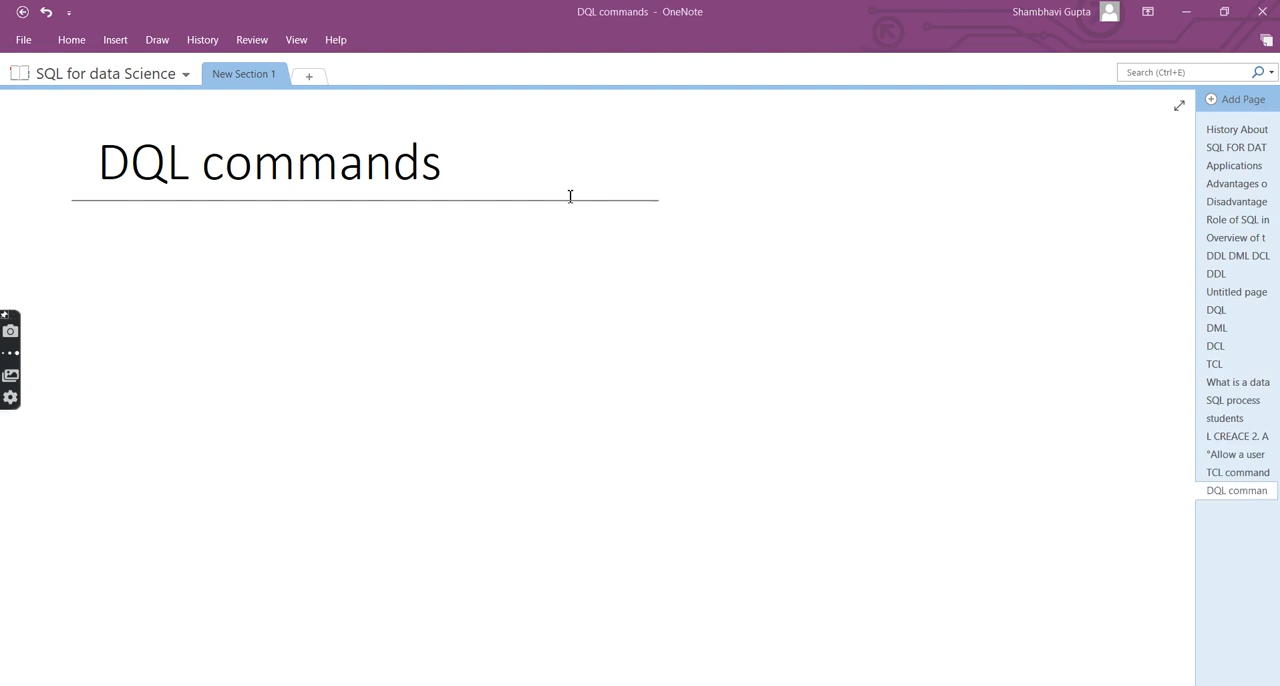 DQL commands - OneNote
Shambhavi Gupta
File Home Insert Draw History Review View Help
SQL for data Science New Section 1 +
Search (Ctrl+E)
Add Page
DQL commands
History About
SQL FOR DAT
Applications
Advantages o
Disadvantage
Role of SQL in
Overview of t
DDL DML DCL
DDL
Untitled page
DQL
DML
DCL
TCL
What is a data
SQL process
students
l. CREACE 2. A
°Allow a user
TCL command
DQL comman